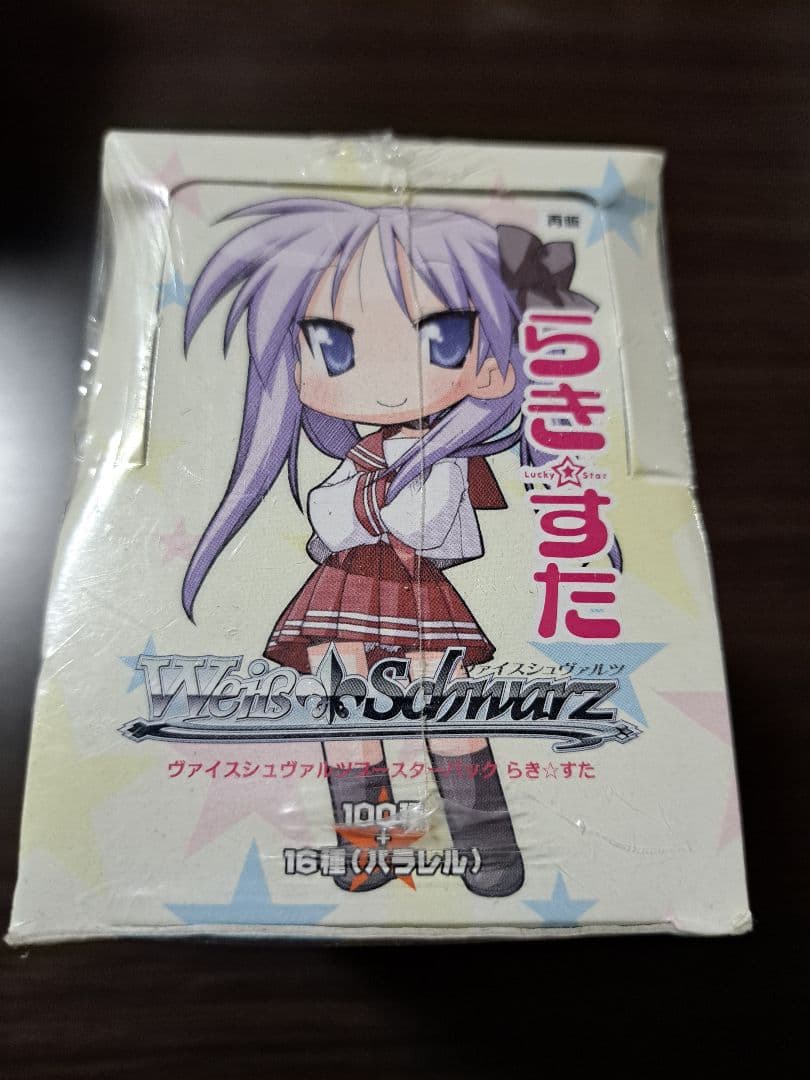 再販
らき☆すた
Lucky☆Star
ヴァイスシュヴァルツ
Weiß Schwarz
ヴァイスシュヴァルツブースターパック らき☆すた
100種
+
16種(パラレル)